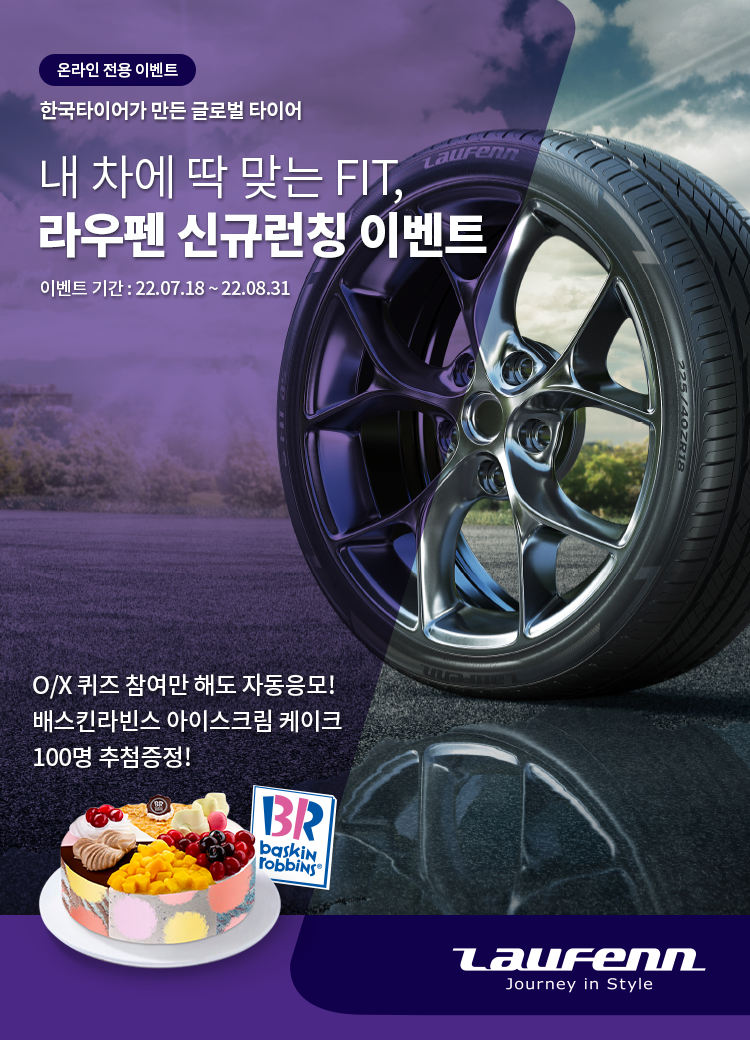 온라인 전용 이벤트
한국타이어가 만든 글로벌 타이어
내 차에 딱 맞는 FIT,
라우펜 신규런칭 이벤트
이벤트 기간 : 22.07.18 ~ 22.08.31
Laufenn
225/40ZR18
O/X 퀴즈 참여만 해도 자동응모!
배스킨라빈스 아이스크림 케이크
100명 추첨증정!
BR
BR
baskin
robbins®
Laufenn
Journey in Style